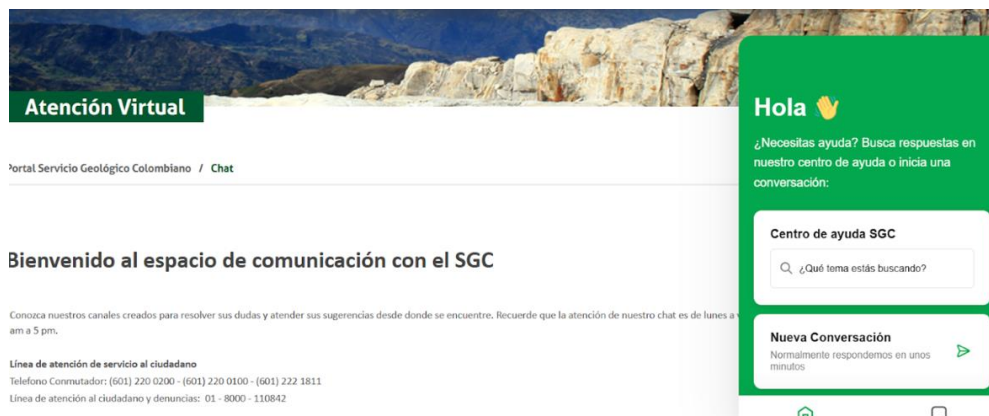 Atención Virtual
Portal Servicio Geológico Colombiano / Chat
Bienvenido al espacio de comunicación con el SGC
Conozca nuestros canales creados para resolver sus dudas y atender sus sugerencias desde donde se encuentre. Recuerde que la atención de nuestro chat es de lunes a
am a 5 pm.
Línea de atención de servicio al ciudadano
Telefono Conmutador: (601) 220 0200 - (601) 220 0100 - (601) 222 1811
Línea de atención al ciudadano y denuncias: 01 - 8000 - 110842
Hola 👋
¿Necesitas ayuda? Busca respuestas en
nuestro centro de ayuda o inicia una
conversación:
Centro de ayuda SGC
¿Qué tema estás buscando?
Nueva Conversación
Normalmente respondemos en unos
minutos